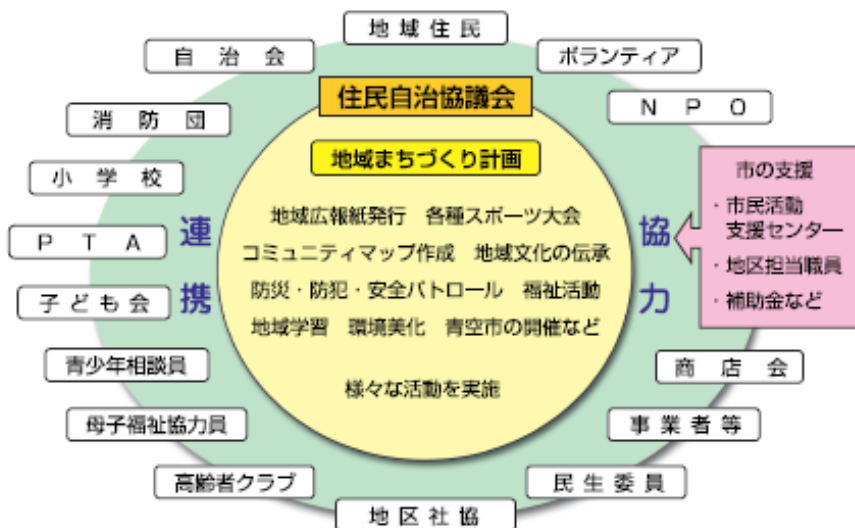 地域住民
自治会
ボランティア
住民自治協議会
消防団
NPO
地域まちづくり計画
小学校
市の支援
・市民活動
支援センター
・地区担当職員
・補助金など
PTA
連携
協力
地域広報紙発行 各種スポーツ大会
コミュニティマップ作成 地域文化の伝承
防災・防犯・安全パトロール 福祉活動
地域学習 環境美化 青空市の開催など
様々な活動を実施
子ども会
青少年相談員
商店会
母子福祉協力員
事業者等
高齢者クラブ
民生委員
地区社協